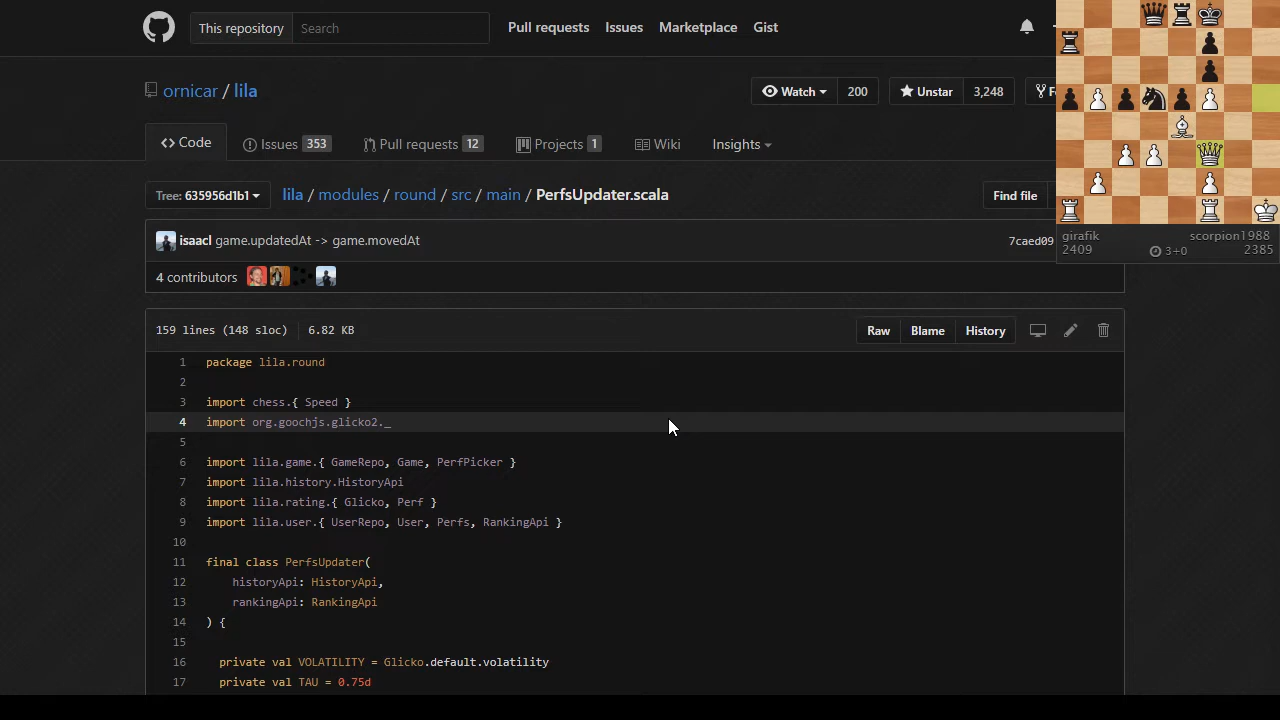 This repository Search Pull requests Issues Marketplace Gist
ornicar / lila Watch 200 Unstar 3,248
Code Issues 353 Pull requests 12 Projects 1 Wiki Insights
Tree: 635956d1b1 lila / modules / round / src / main / PerfsUpdater.scala Find file
girafik scorpion1988
2409 3+0 2385
isaacl game.updatedAt -> game.movedAt 7caed09
4 contributors
159 lines (148 sloc) 6.82 KB Raw Blame History
1 package lila.round
2
3 import chess.{ Speed }
4 import org.goochjs.glicko2._
5
6 import lila.game.{ GameRepo, Game, PerfPicker }
7 import lila.history.HistoryApi
8 import lila.rating.{ Glicko, Perf }
9 import lila.user.{ UserRepo, User, Perfs, RankingApi }
10
11 final class PerfsUpdater(
12 historyApi: HistoryApi,
13 rankingApi: RankingApi
14 ) {
15
16 private val VOLATILITY = Glicko.default.volatility
17 private val TAU = 0.75d